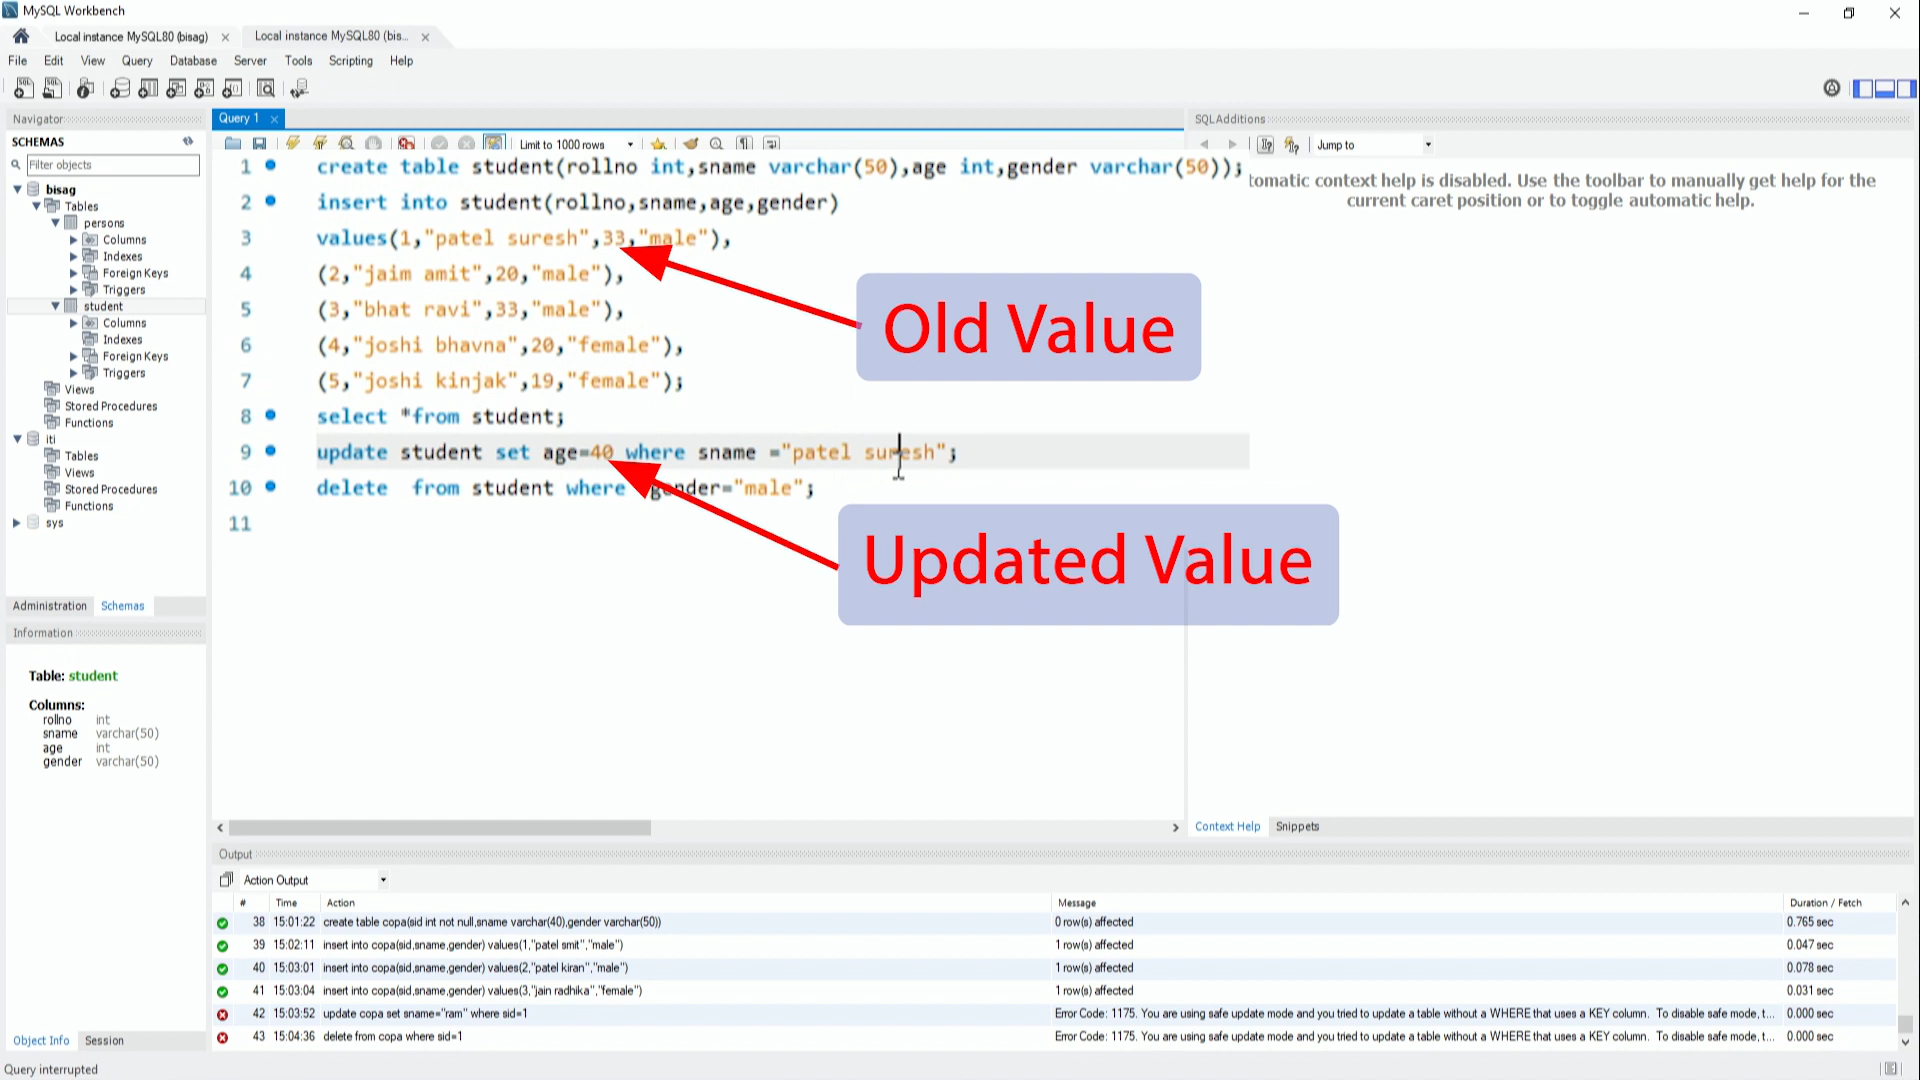 MySQL Workbench
Local instance MySQL80 (bisag) x
Local instance MySQL80 (bis... x
File Edit View Query Database Server Tools Scripting Help
Navigator
SCHEMAS
Filter objects
bisag
Tables
persons
Columns
Indexes
Foreign Keys
Triggers
student
Columns
Indexes
Foreign Keys
Triggers
Views
Stored Procedures
Functions
iti
Tables
Views
Stored Procedures
Functions
sys
Administration Schemas
Information
Table: student
Columns:
rollno int
sname varchar(50)
age int
gender varchar(50)
Object Info Session
Query interrupted
Query 1 x
Limit to 1000 rows
1 create table student(rollno int,sname varchar(50),age int,gender varchar(50));
2 insert into student(rollno,sname,age,gender)
3 values(1,"patel suresh",33,"male"),
4 (2,"jaim amit",20,"male"),
5 (3,"bhat ravi",33,"male"),
6 (4,"joshi bhavna",20,"female"),
7 (5,"joshi kinjak",19,"female");
8 select *from student;
9 update student set age=40 where sname ="patel suresh";
10 delete from student where gender="male";
11
Old Value
Updated Value
SQLAdditions
Jump to
tomatic context help is disabled. Use the toolbar to manually get help for the
current caret position or to toggle automatic help.
Context Help Snippets
Output
Action Output
# Time Action Message Duration / Fetch
38 15:01:22 create table copa(sid int not null,sname varchar(40),gender varchar(50)) 0 row(s) affected 0.765 sec
39 15:02:11 insert into copa(sid,sname,gender) values(1,"patel smit","male") 1 row(s) affected 0.047 sec
40 15:03:01 insert into copa(sid,sname,gender) values(2,"patel kiran","male") 1 row(s) affected 0.078 sec
41 15:03:04 insert into copa(sid,sname,gender) values(3,"jain radhika","female") 1 row(s) affected 0.031 sec
42 15:03:52 update copa set sname="ram" where sid=1 Error Code: 1175. You are using safe update mode and you tried to update a table without a WHERE that uses a KEY column. To disable safe mode, t... 0.000 sec
43 15:04:36 delete from copa where sid=1 Error Code: 1175. You are using safe update mode and you tried to update a table without a WHERE that uses a KEY column. To disable safe mode, t... 0.000 sec